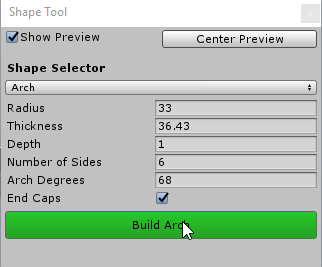 Shape Tool
Show Preview Center Preview
Shape Selector
Arch
Radius 33
Thickness 36.43
Depth 1
Number of Sides 6
Arch Degrees 68
End Caps
Build Arch